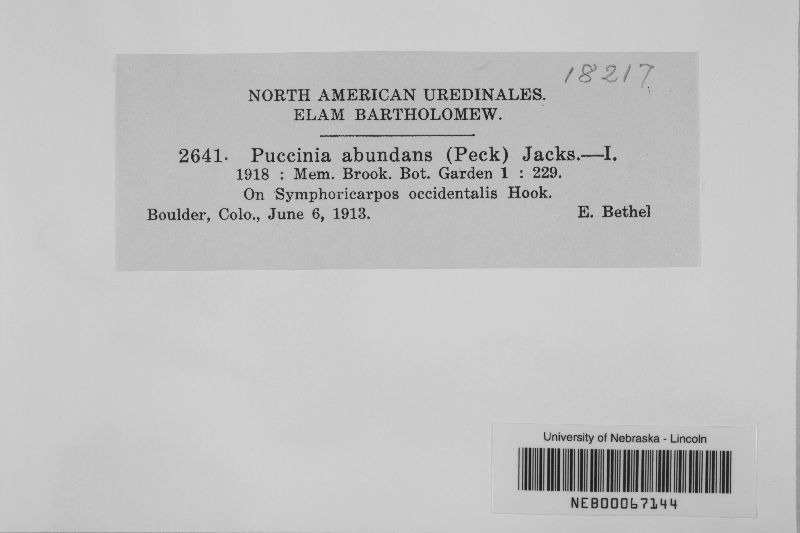 18217
NORTH AMERICAN UREDINALES.
ELAM BARTHOLOMEW.
2641. Puccinia abundans (Peck) Jacks.—I.
1918 : Mem. Brook. Bot. Garden 1 : 229.
On Symphoricarpos occidentalis Hook.
Boulder, Colo., June 6, 1913. E. Bethel
University of Nebraska - Lincoln
NEB00067144